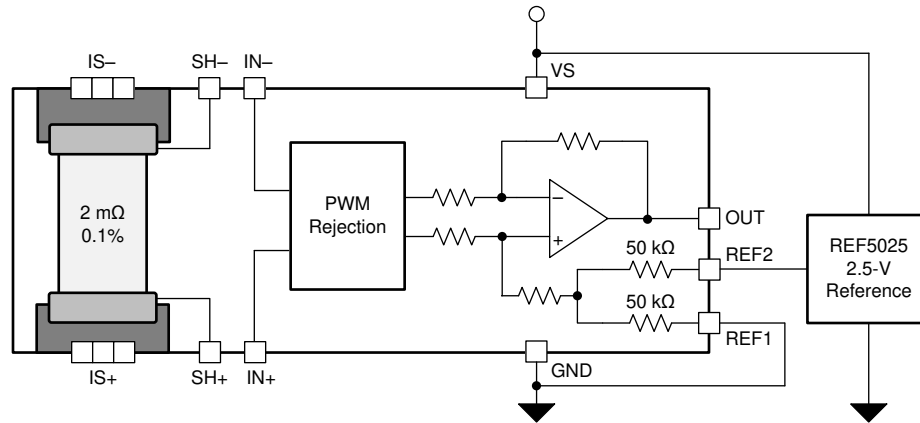 IS–
SH–
IN–
VS
2 mΩ
0.1%
PWM
Rejection
–
+
OUT
50 kΩ
REF2
50 kΩ
REF1
REF5025
2.5-V
Reference
IS+
SH+
IN+
GND